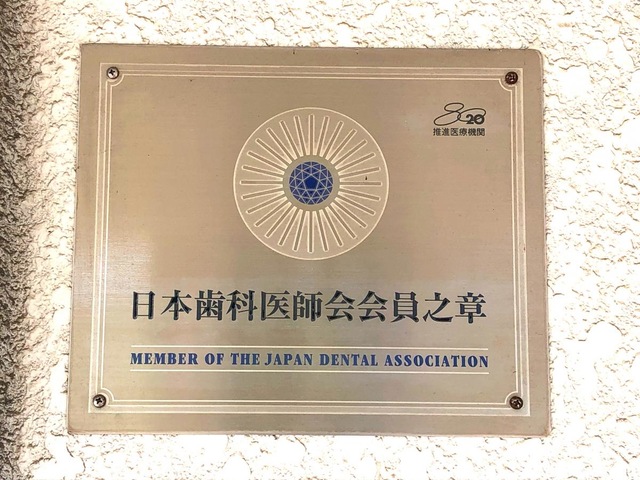 8020
推進医療機関
日本歯科医師会会員之章
MEMBER OF THE JAPAN DENTAL ASSOCIATION